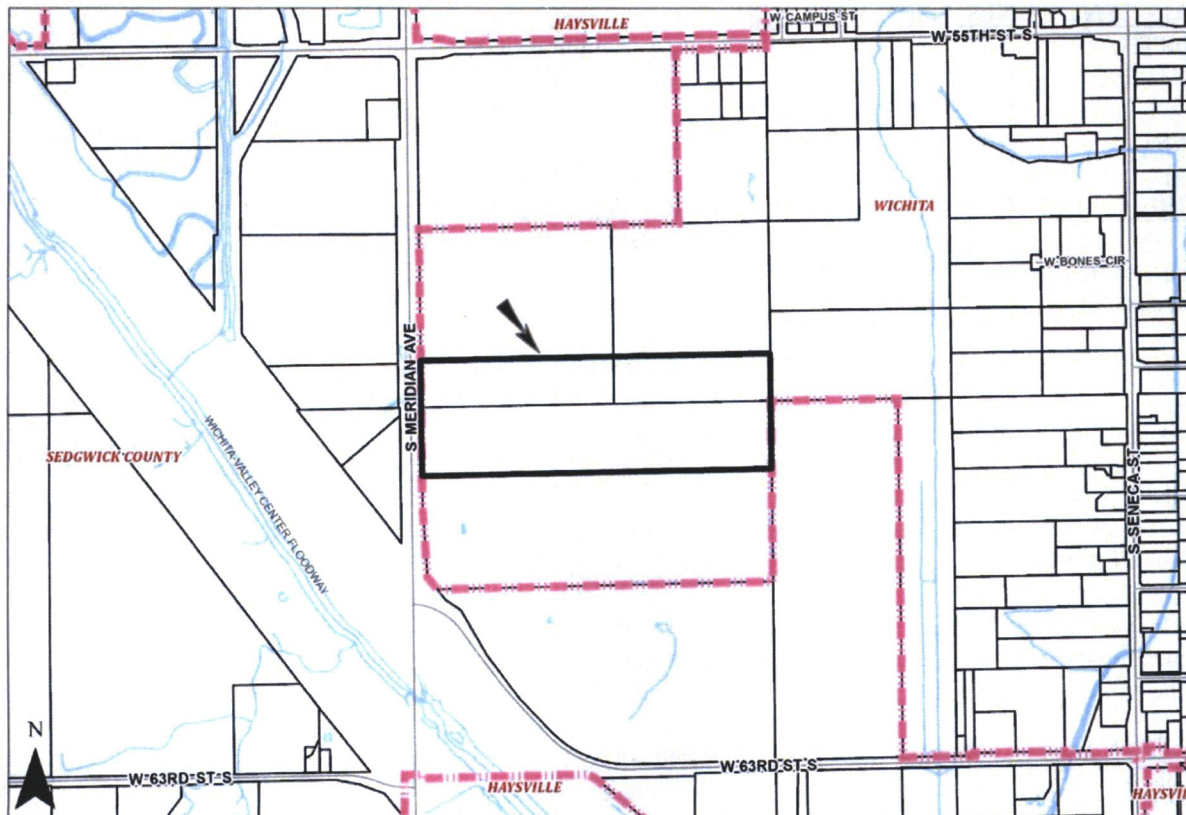 HAYSVILLE
W CAMPUS ST
W 55TH ST S
WICHITA
W BONES CIR
S MERIDIAN AVE
SEDGWICK COUNTY
WICHITA-VALLEY CENTER FLOODWAY
S SENECA ST
N
W 63RD ST S
HAYSVILLE
W 63RD ST S
HAYSVI